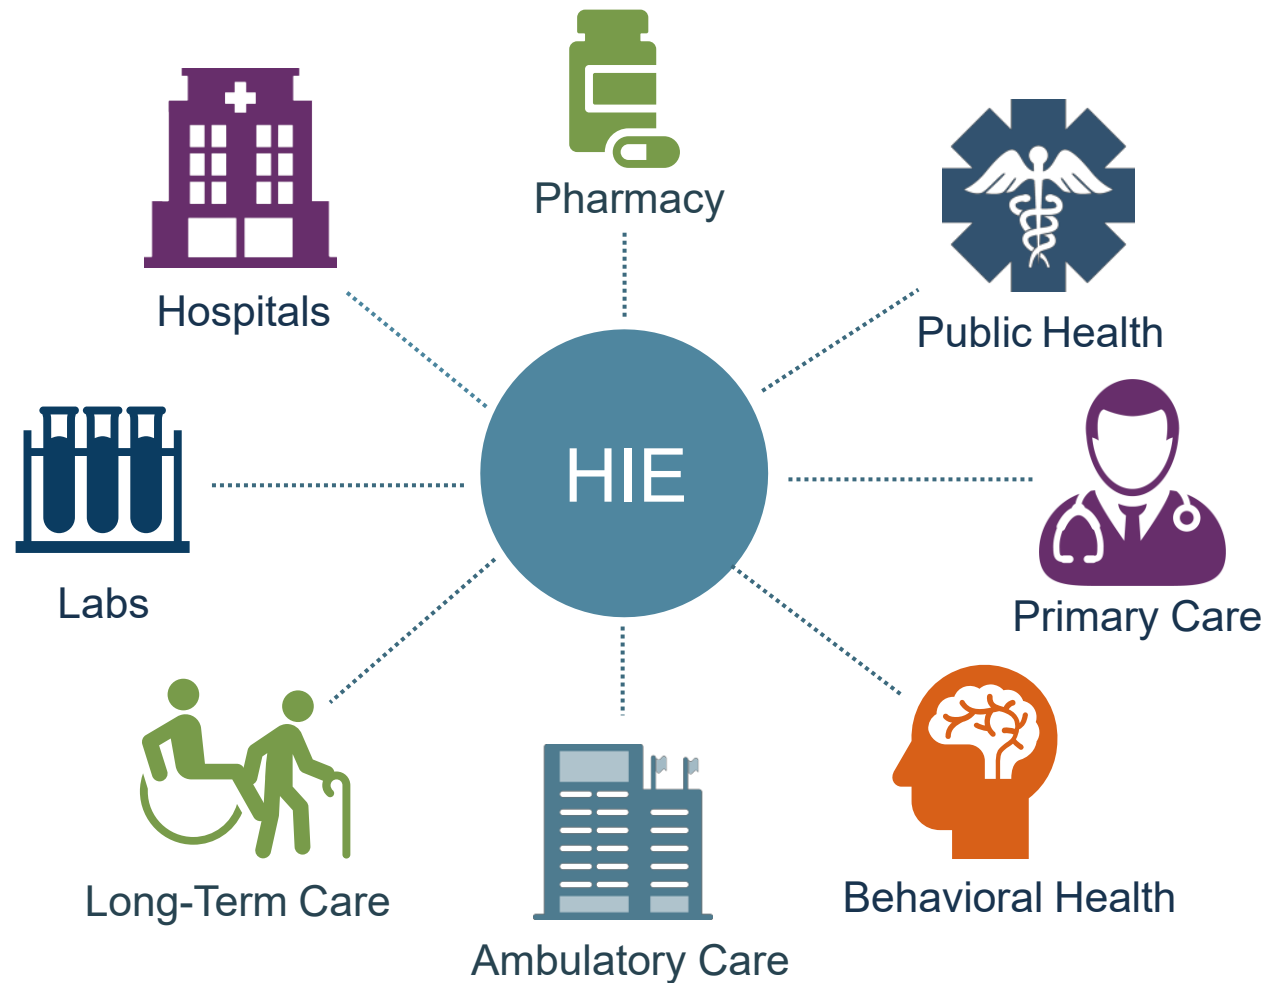 Pharmacy
Hospitals
Public Health
HIE
Labs
Primary Care
Long-Term Care
Behavioral Health
Ambulatory Care